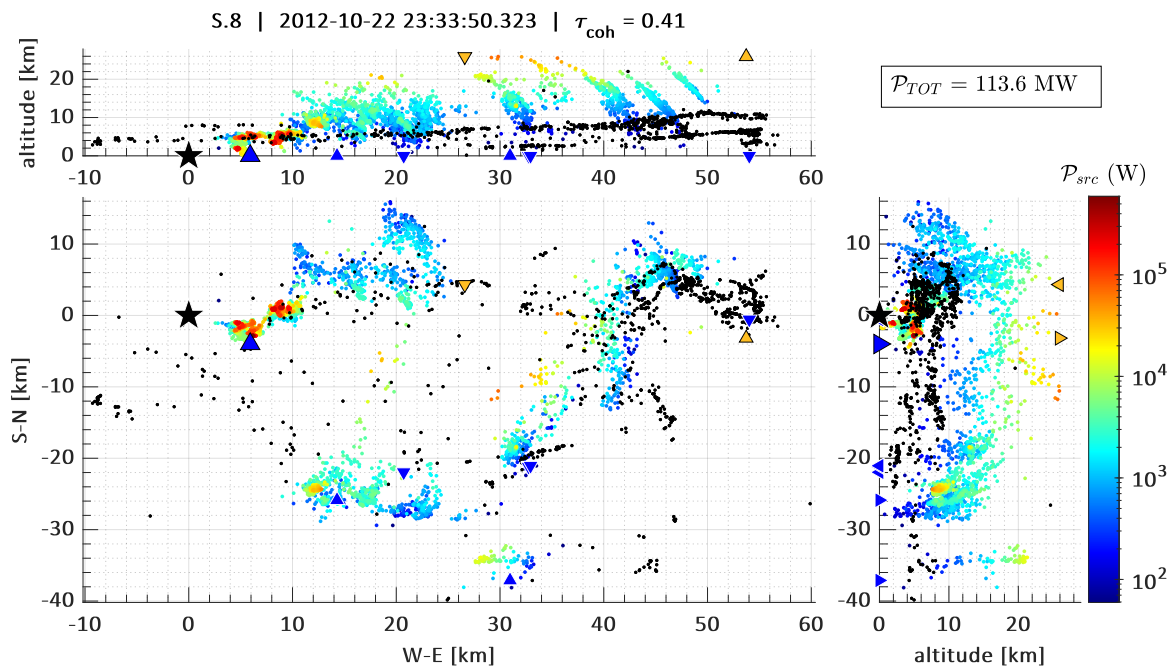 S.8 | 2012-10-22 23:33:50.323 | τcoh = 0.41
altitude [km]
20
10
0
-10 0 10 20 30 40 50 60
𝒫TOT = 113.6 MW
𝒫src (W)
10^5
10^4
10^3
10^2
S-N [km]
10
0
-10
-20
-30
-40
-10 0 10 20 30 40 50 60
W-E [km]
10
0
-10
-20
-30
-40
0 10 20
altitude [km]